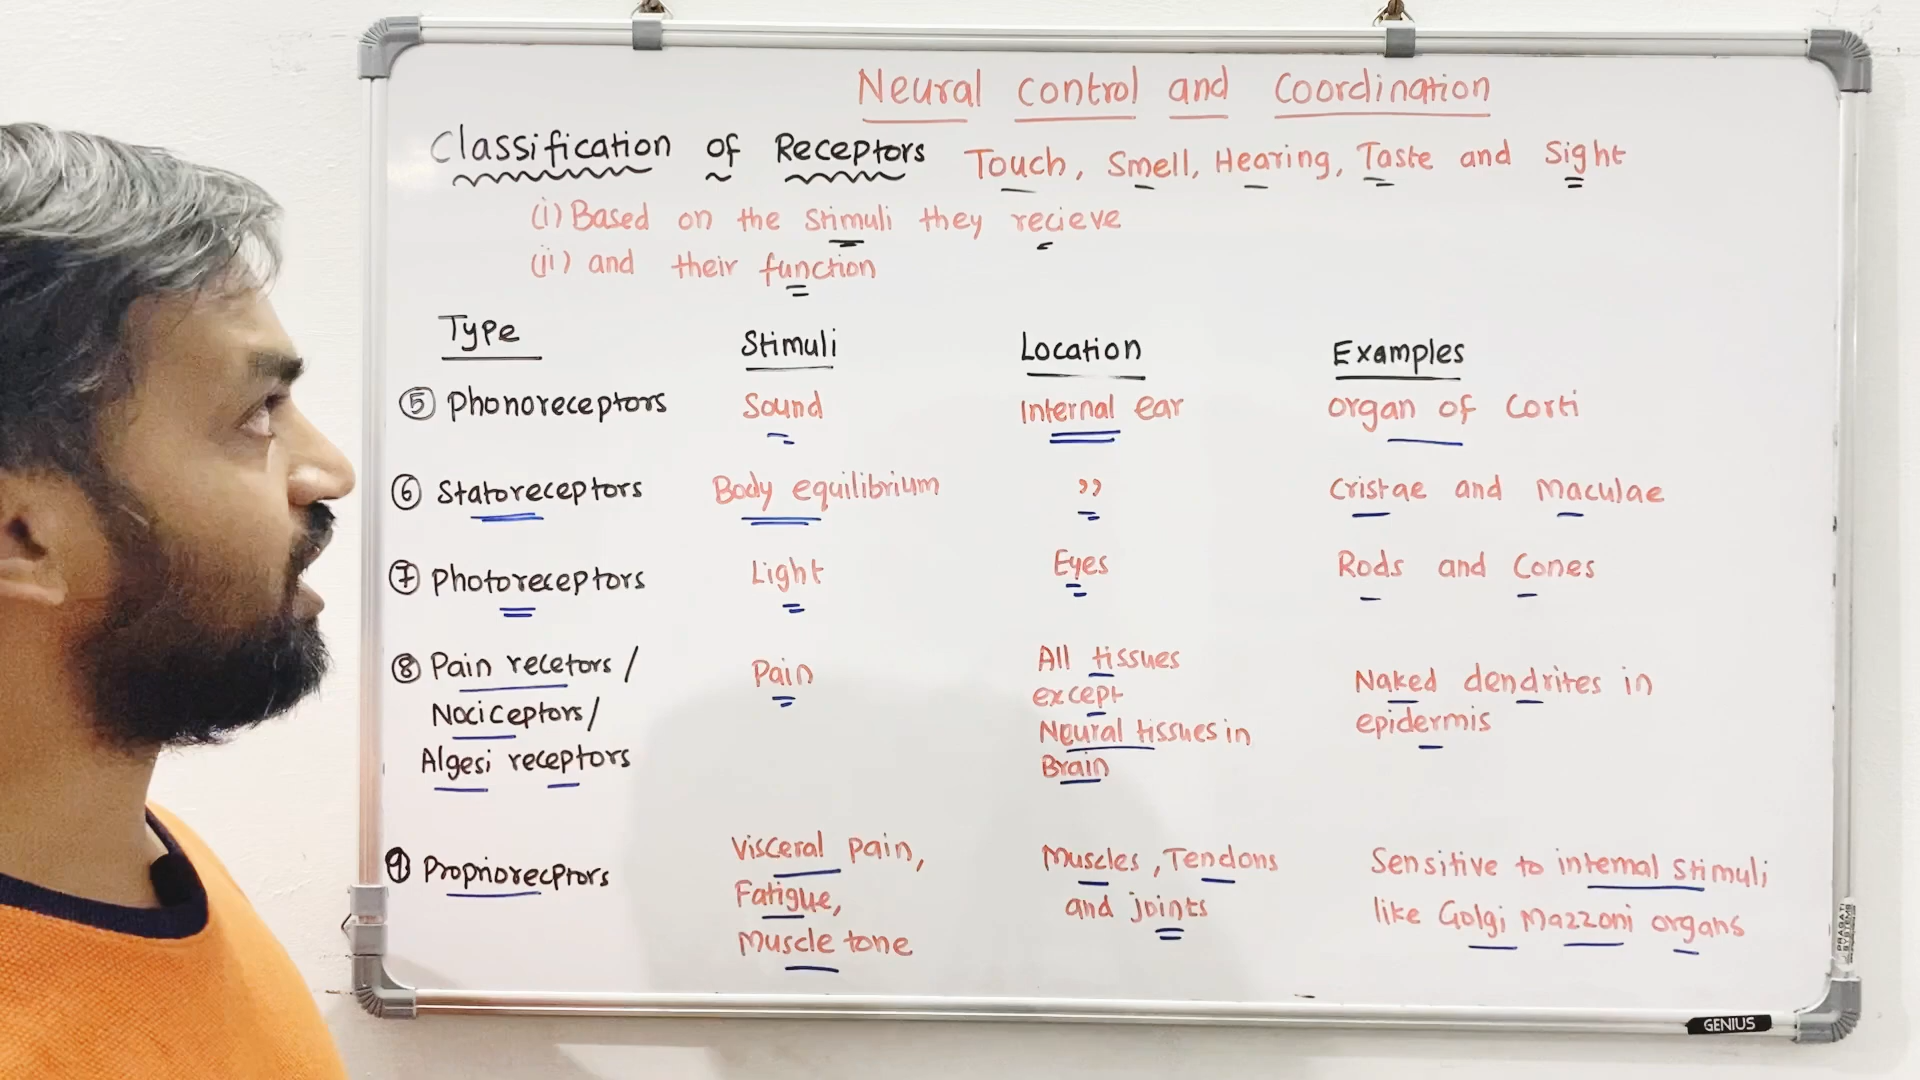 Neural control and Coordination
Classification of Receptors Touch, Smell, Hearing, Taste and Sight
(i) Based on the stimuli they recieve
(ii) and their function
Type Stimuli Location Examples
⑤ Phonoreceptors Sound Internal ear organ of Corti
⑥ Statoreceptors Body equilibrium ” Cristae and Maculae
⑦ Photoreceptors Light Eyes Rods and Cones
⑧ Pain recetors / Pain All tissues Naked dendrites in
except epidermis
Nociceptors / Neural tissues in
Algesi receptors Brain
⑨ Propriorecptors Visceral pain, Muscles, Tendons Sensitive to internal stimuli
Fatigue, and joints like Golgi Mazzoni organs
Muscle tone
PRAGATI
SYSTEMS
GENIUS